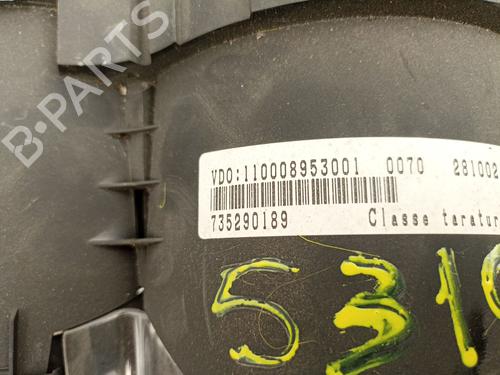 B-PARTS
VDO:110008953001 0070 281002
735290189 Classe taratur
531